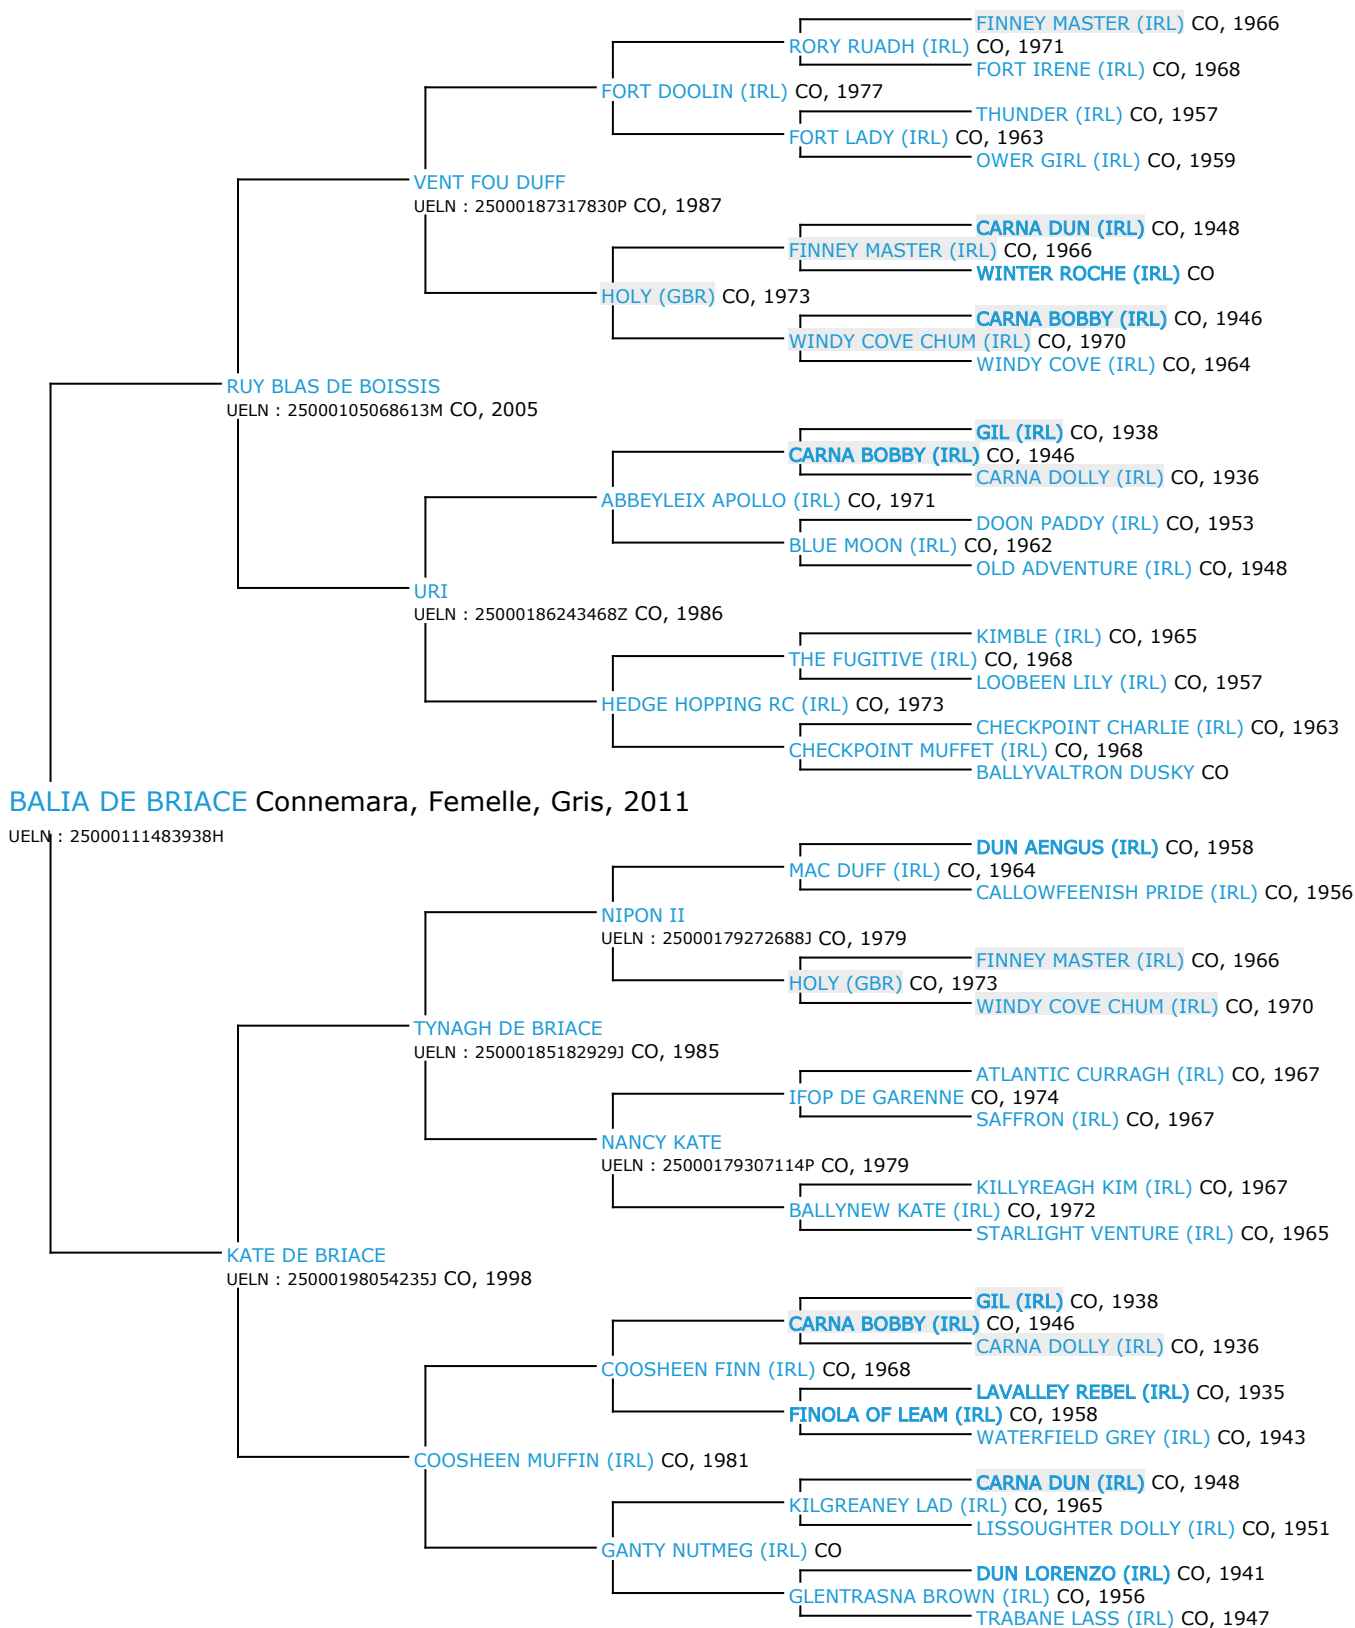 FINNEY MASTER (IRL) CO, 1966
RORY RUADH (IRL) CO, 1971
FORT IRENE (IRL) CO, 1968
FORT DOOLIN (IRL) CO, 1977
THUNDER (IRL) CO, 1957
FORT LADY (IRL) CO, 1963
OWER GIRL (IRL) CO, 1959
VENT FOU DUFF
UELN : 25000187317830P CO, 1987
CARNA DUN (IRL) CO, 1948
FINNEY MASTER (IRL) CO, 1966
WINTER ROCHE (IRL) CO
HOLY (GBR) CO, 1973
CARNA BOBBY (IRL) CO, 1946
WINDY COVE CHUM (IRL) CO, 1970
WINDY COVE (IRL) CO, 1964
RUY BLAS DE BOISSIS
UELN : 25000105068613M CO, 2005
GIL (IRL) CO, 1938
CARNA BOBBY (IRL) CO, 1946
CARNA DOLLY (IRL) CO, 1936
ABBEYLEIX APOLLO (IRL) CO, 1971
DOON PADDY (IRL) CO, 1953
BLUE MOON (IRL) CO, 1962
OLD ADVENTURE (IRL) CO, 1948
URI
UELN : 25000186243468Z CO, 1986
KIMBLE (IRL) CO, 1965
THE FUGITIVE (IRL) CO, 1968
LOOBEEN LILY (IRL) CO, 1957
HEDGE HOPPING RC (IRL) CO, 1973
CHECKPOINT CHARLIE (IRL) CO, 1963
CHECKPOINT MUFFET (IRL) CO, 1968
BALLYVALTRON DUSKY CO
BALIA DE BRIACE Connemara, Femelle, Gris, 2011
UELN : 25000111483938H
DUN AENGUS (IRL) CO, 1958
MAC DUFF (IRL) CO, 1964
CALLOWFEENISH PRIDE (IRL) CO, 1956
NIPON II
UELN : 25000179272688J CO, 1979
FINNEY MASTER (IRL) CO, 1966
HOLY (GBR) CO, 1973
WINDY COVE CHUM (IRL) CO, 1970
TYNAGH DE BRIACE
UELN : 25000185182929J CO, 1985
ATLANTIC CURRAGH (IRL) CO, 1967
IFOP DE GARENNE CO, 1974
SAFFRON (IRL) CO, 1967
NANCY KATE
UELN : 25000179307114P CO, 1979
KILLYREAGH KIM (IRL) CO, 1967
BALLYNEW KATE (IRL) CO, 1972
STARLIGHT VENTURE (IRL) CO, 1965
KATE DE BRIACE
UELN : 25000198054235J CO, 1998
GIL (IRL) CO, 1938
CARNA BOBBY (IRL) CO, 1946
CARNA DOLLY (IRL) CO, 1936
COOSHEEN FINN (IRL) CO, 1968
LAVALLEY REBEL (IRL) CO, 1935
FINOLA OF LEAM (IRL) CO, 1958
WATERFIELD GREY (IRL) CO, 1943
COOSHEEN MUFFIN (IRL) CO, 1981
CARNA DUN (IRL) CO, 1948
KILGREANEY LAD (IRL) CO, 1965
LISSOUGHTER DOLLY (IRL) CO, 1951
GANTY NUTMEG (IRL) CO
DUN LORENZO (IRL) CO, 1941
GLENTRASNA BROWN (IRL) CO, 1956
TRABANE LASS (IRL) CO, 1947